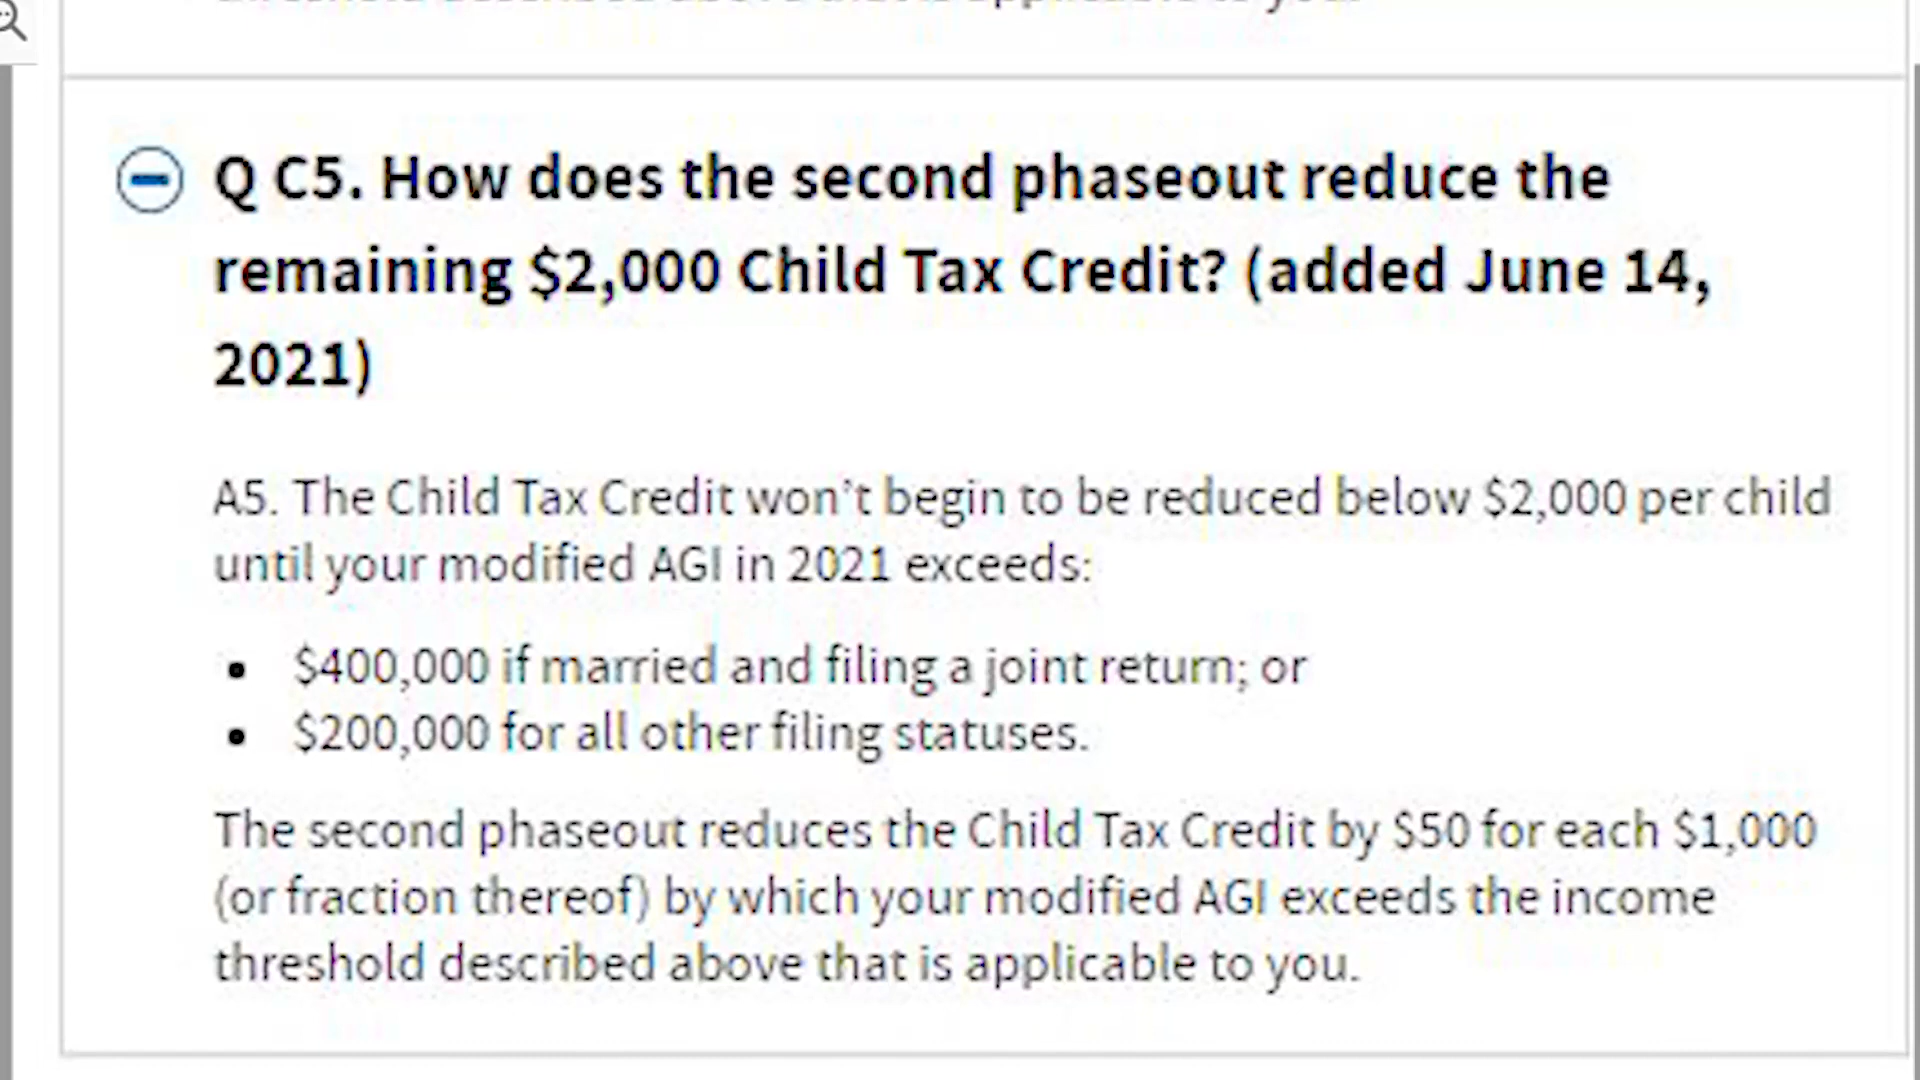 Q C5. How does the second phaseout reduce the
remaining $2,000 Child Tax Credit? (added June 14,
2021)
A5. The Child Tax Credit won't begin to be reduced below $2,000 per child
until your modified AGI in 2021 exceeds:
• $400,000 if married and filing a joint return; or
• $200,000 for all other filing statuses.
The second phaseout reduces the Child Tax Credit by $50 for each $1,000
(or fraction thereof) by which your modified AGI exceeds the income
threshold described above that is applicable to you.